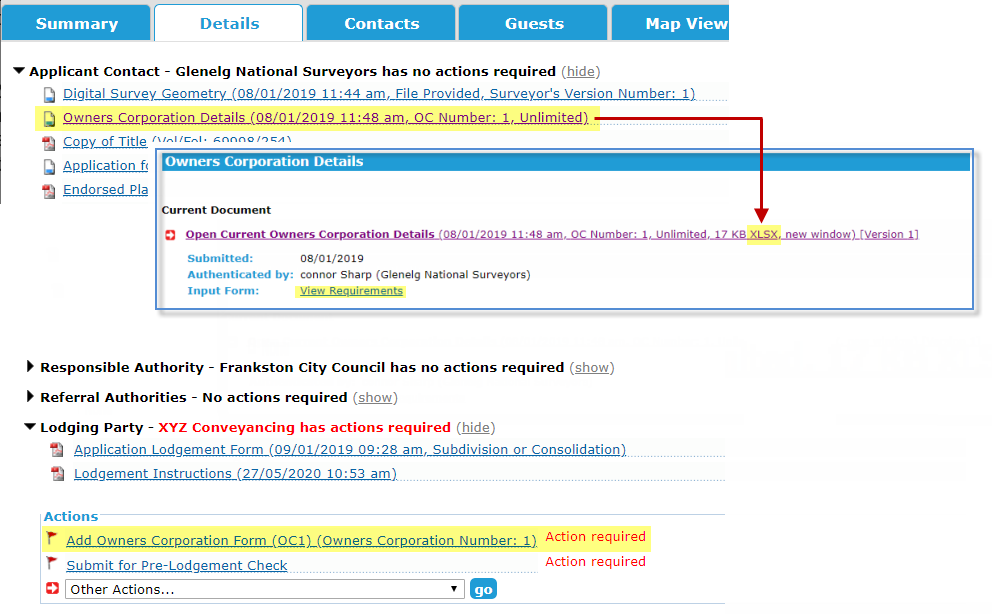 Summary
Details
Contacts
Guests
Map View
Applicant Contact - Glenelg National Surveyors has no actions required (hide)
Digital Survey Geometry (08/01/2019 11:44 am, File Provided, Surveyor's Version Number: 1)
Owners Corporation Details (08/01/2019 11:48 am, OC Number: 1, Unlimited)
Copy of Title (Vol/Fol: 69998/254)
Application fo
Endorsed Pla
Owners Corporation Details
Current Document
Open Current Owners Corporation Details (08/01/2019 11:48 am, OC Number: 1, Unlimited, 17 KB XLSX, new window) [Version 1]
Submitted: 08/01/2019
Authenticated by: connor Sharp (Glenelg National Surveyors)
Input Form: View Requirements
Responsible Authority - Frankston City Council has no actions required (show)
Referral Authorities - No actions required (show)
Lodging Party - XYZ Conveyancing has actions required (hide)
Application Lodgement Form (09/01/2019 09:28 am, Subdivision or Consolidation)
Lodgement Instructions (27/05/2020 10:53 am)
Actions
Add Owners Corporation Form (OC1) (Owners Corporation Number: 1) Action required
Submit for Pre-Lodgement Check Action required
Other Actions... go